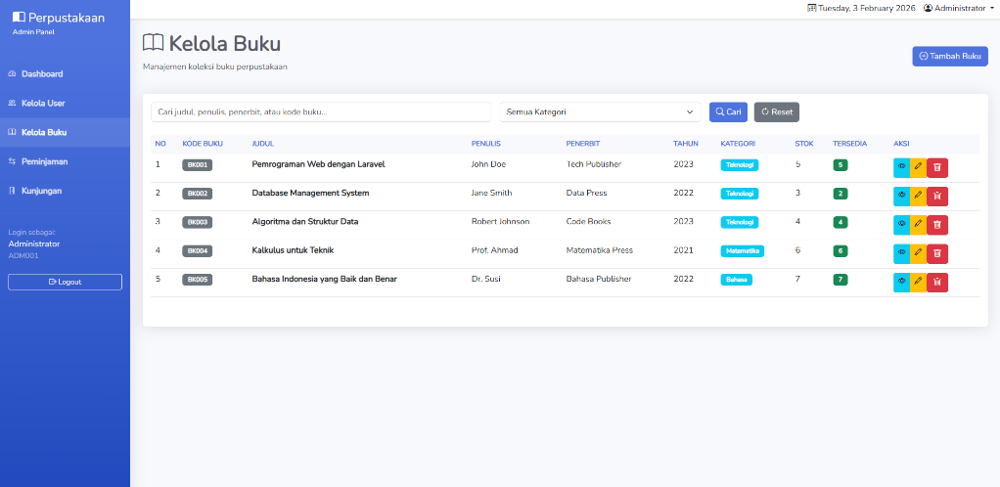 Perpustakaan
Admin Panel
Dashboard
Kelola User
Kelola Buku
Peminjaman
Kunjungan
Login sebagai:
Administrator
ADM001
Logout
Tuesday, 3 February 2026 Administrator
Kelola Buku
Manajemen koleksi buku perpustakaan
Tambah Buku
Cari judul, penulis, penerbit, atau kode buku... Semua Kategori Cari Reset
NO KODE BUKU JUDUL PENULIS PENERBIT TAHUN KATEGORI STOK TERSEDIA AKSI
1 BK001 Pemrograman Web dengan Laravel John Doe Tech Publisher 2023 Teknologi 5 5
2 BK002 Database Management System Jane Smith Data Press 2022 Teknologi 3 2
3 BK003 Algoritma dan Struktur Data Robert Johnson Code Books 2023 Teknologi 4 4
4 BK004 Kalkulus untuk Teknik Prof. Ahmad Matematika Press 2021 Matematika 6 6
5 BK005 Bahasa Indonesia yang Baik dan Benar Dr. Susi Bahasa Publisher 2022 Bahasa 7 7